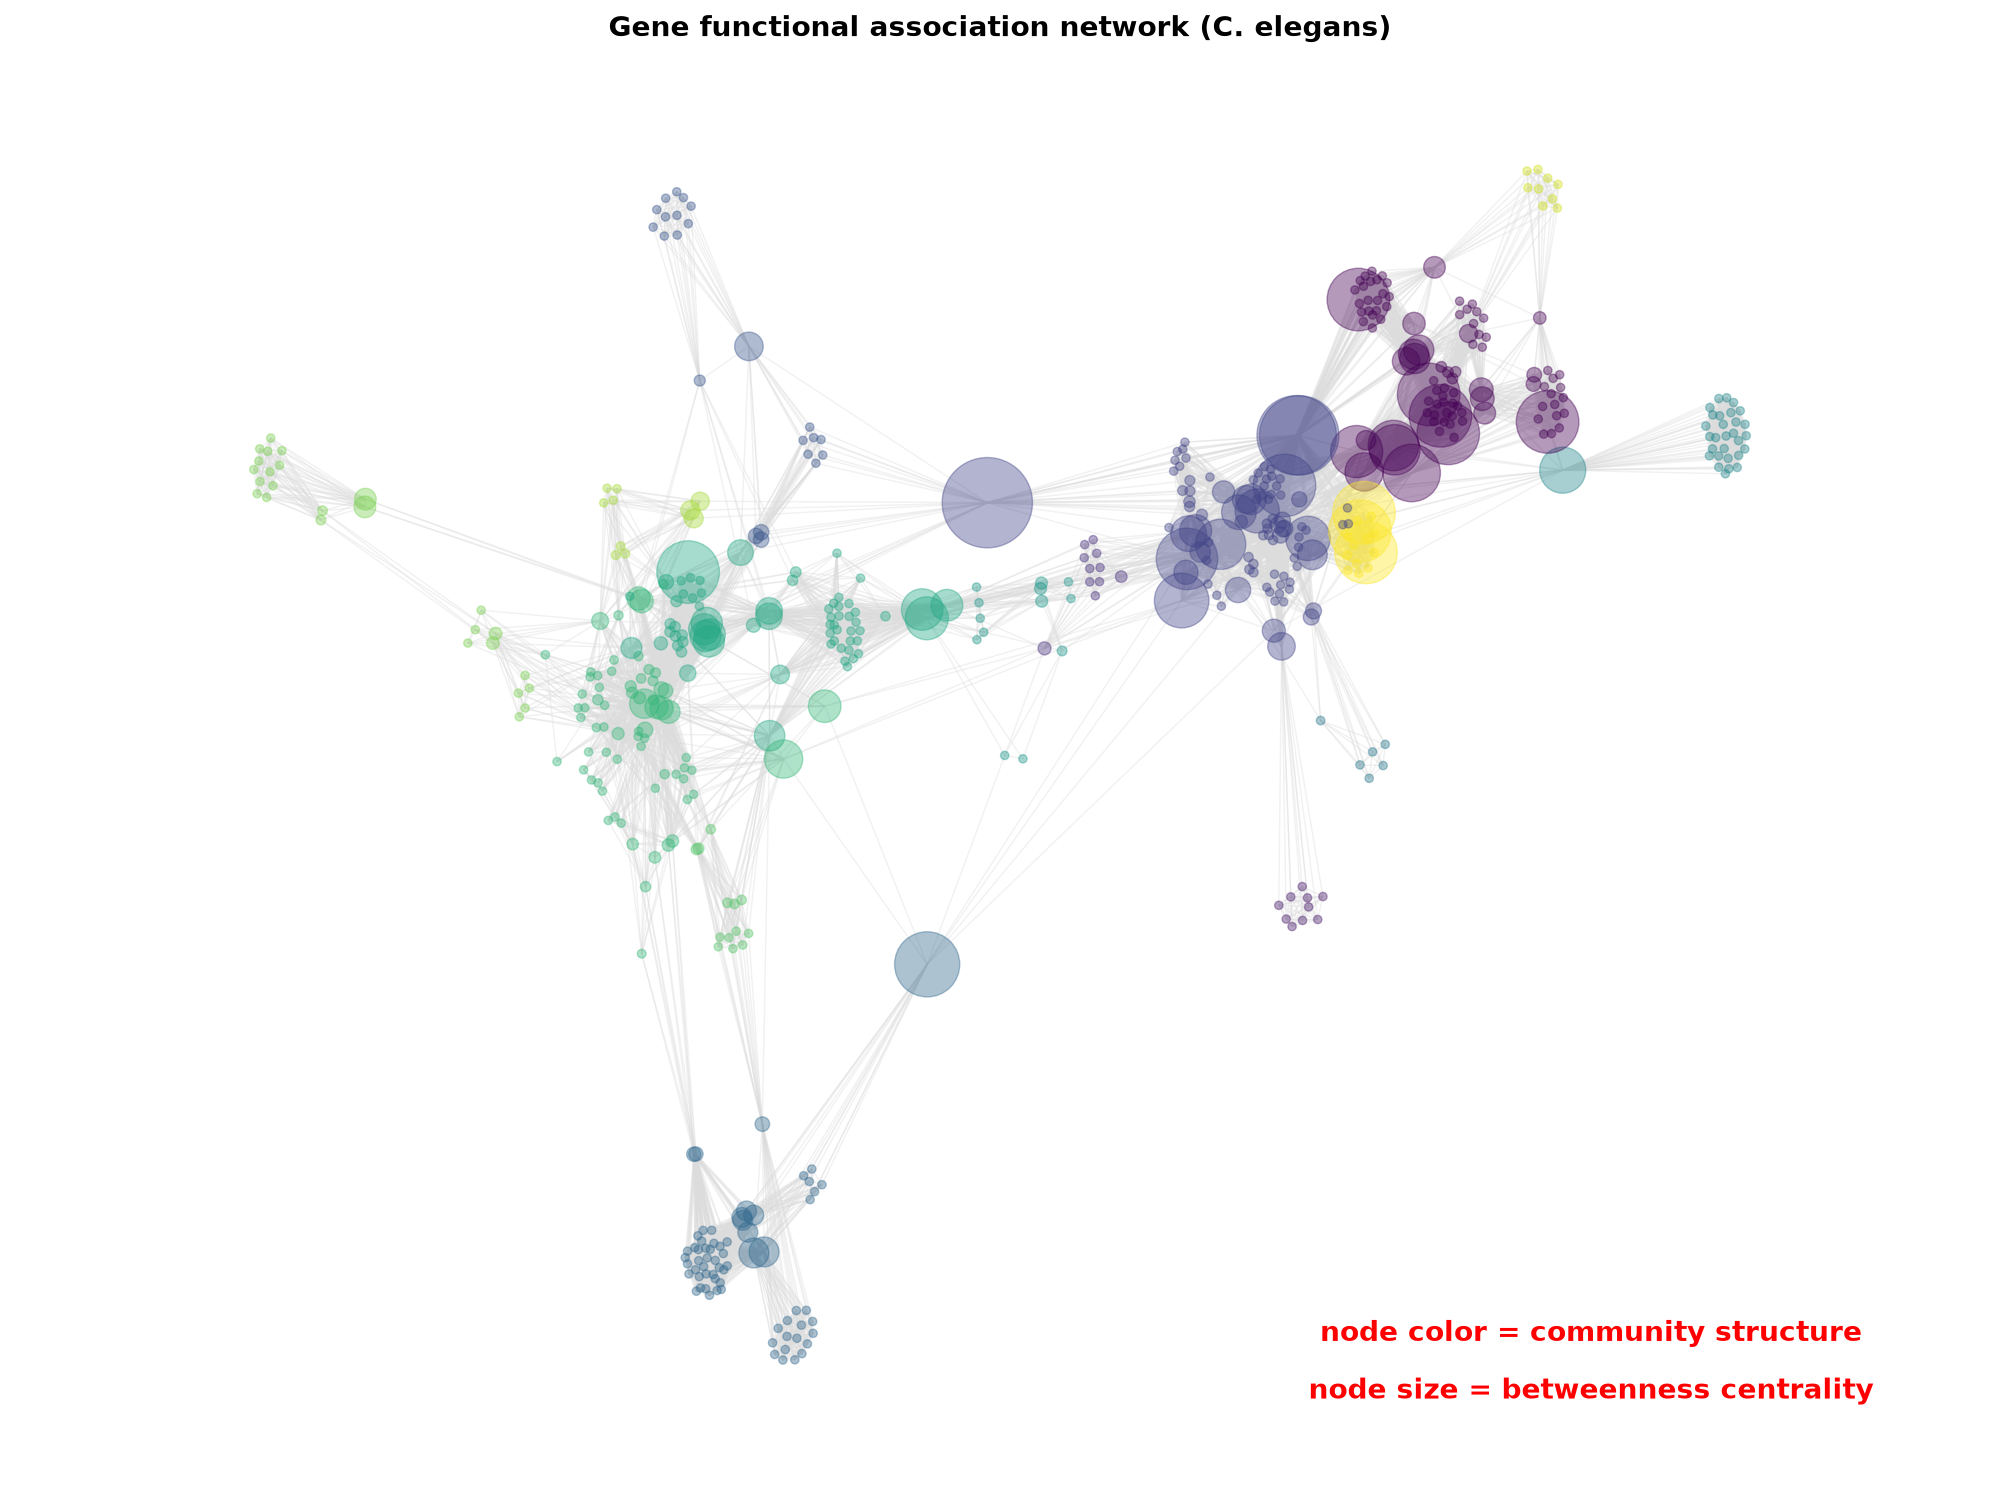 Gene functional association network (C. elegans)
node color = community structure
node size = betweenness centrality